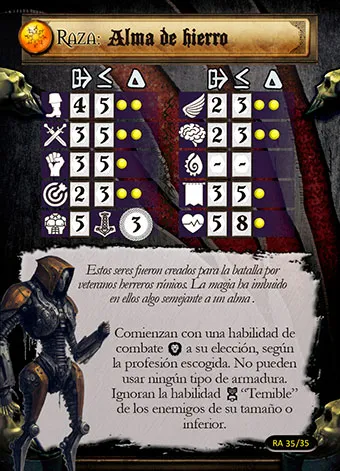 RAZA: Alma de hierro
4 5 2 3
3 5 2 3
3 5 - -
2 3 3 5
5 3 5 8
Estos seres fueron creados para la batalla por
veteranos herreros rúnicos. La magia ha imbuido
en ellos algo semejante a un alma .
Comienzan con una habilidad de
combate a su elección, según
la profesión escogida. No pueden
usar ningún tipo de armadura.
Ignoran la habilidad “Temible”
de los enemigos de su tamaño o
inferior.
RA 35/35